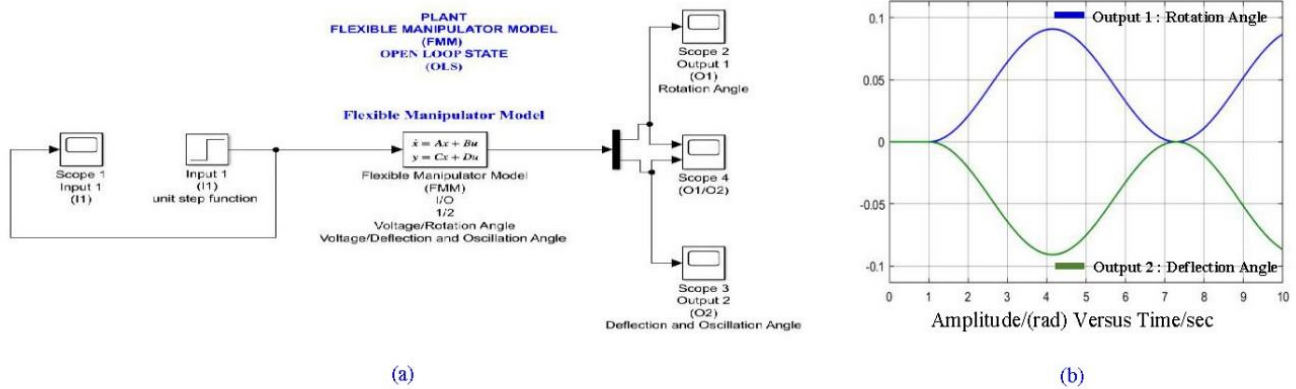 PLANT
FLEXIBLE MANIPULATOR MODEL
(FMM)
OPEN LOOP STATE
(OLS)
Flexible Manipulator Model
Scope 1
Input 1
(I1)
Input 1
(I1)
unit step function
ẋ = Ax + Bu
y = Cx + Du
Flexible Manipulator Model
(FMM)
I/O
1/2
Voltage/Rotation Angle
Voltage/Deflection and Oscillation Angle
Scope 2
Output 1
(O1)
Rotation Angle
Scope 4
(O1/O2)
Scope 3
Output 2
(O2)
Deflection and Oscillation Angle
(a)
Output 1 : Rotation Angle
0.1
0.05
0
-0.05
-0.1
Output 2 : Deflection Angle
0 1 2 3 4 5 6 7 8 9 10
Amplitude/(rad) Versus Time/sec
(b)